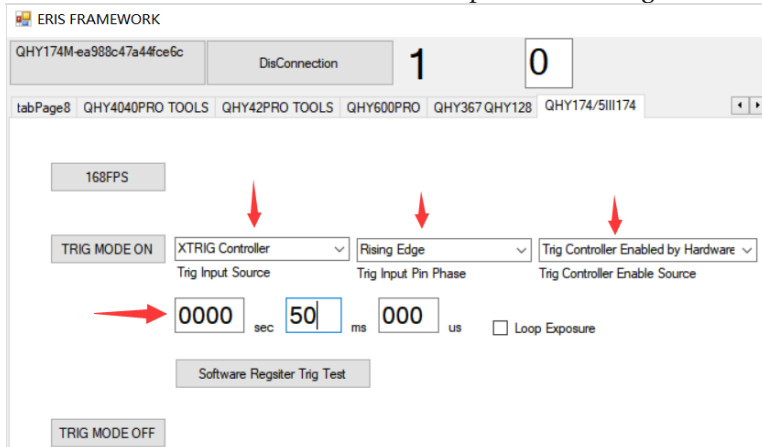 ERIS FRAMEWORK
QHY174M-ea988c47a44fce6c
DisConnection
1
0
tabPage8 QHY4040PRO TOOLS QHY42PRO TOOLS QHY600PRO QHY367 QHY128 QHY174/5III174
168FPS
TRIG MODE ON XTRIG Controller Rising Edge Trig Controller Enabled by Hardware
Trig Input Source Trig Input Pin Phase Trig Controller Enable Source
0000 sec 50 ms 000 us Loop Exposure
Software Regsiter Trig Test
TRIG MODE OFF